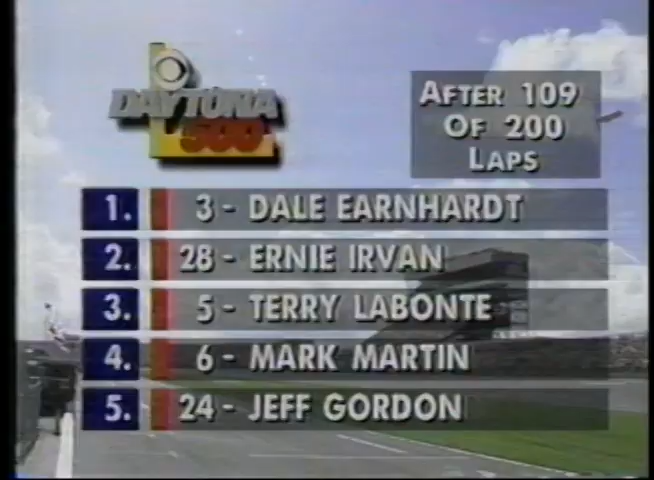 DAYTONA
500
AFTER 109
OF 200
LAPS
1. 3 - DALE EARNHARDT
2. 28 - ERNIE IRVAN
3. 5 - TERRY LABONTE
4. 6 - MARK MARTIN
5. 24 - JEFF GORDON